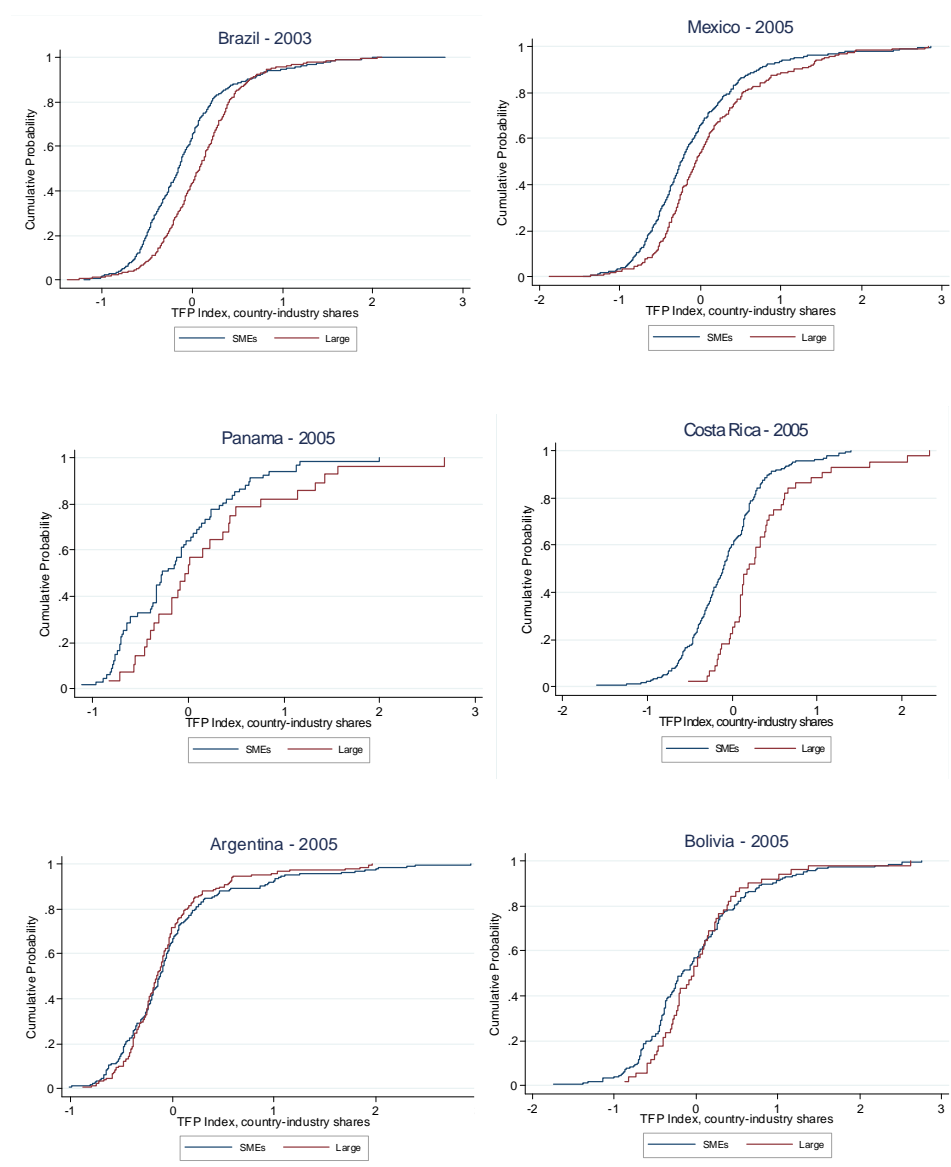 Brazil - 2003
Cumulative Probability
1
.8
.6
.4
.2
0
-1
0
1
2
3
TFP Index, country-industry shares
SMEs
Large
Mexico - 2005
Cumulative Probability
1
.8
.6
.4
.2
0
-2
-1
0
1
2
3
TFP Index, country-industry shares
SMEs
Large
Panama - 2005
Cumulative Probability
1
.8
.6
.4
.2
0
-1
0
1
2
3
TFP Index, country-industry shares
SMEs
Large
Costa Rica - 2005
Cumulative Probability
1
.8
.6
.4
.2
0
-2
-1
0
1
2
TFP Index, country-industry shares
SMEs
Large
Argentina - 2005
Cumulative Probability
1
.8
.6
.4
.2
0
-1
0
1
2
TFP Index, country-industry shares
SMEs
Large
Bolivia - 2005
Cumulative Probability
1
.8
.6
.4
.2
0
-2
-1
0
1
2
3
TFP Index, country-industry shares
SMEs
Large